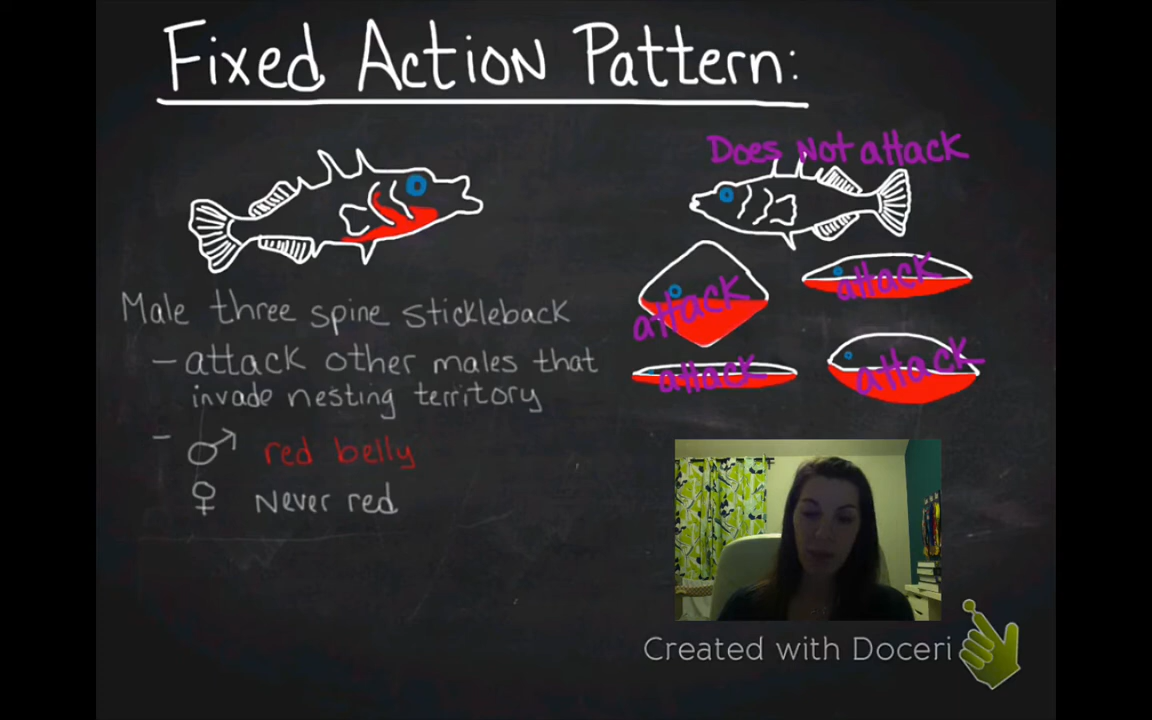 Fixed Action Pattern:
Does Not attack
attack
attack
attack
attack
Male three spine stickleback
- attack other males that
invade nesting territory
- ♂ red belly
♀ Never red
Created with Doceri